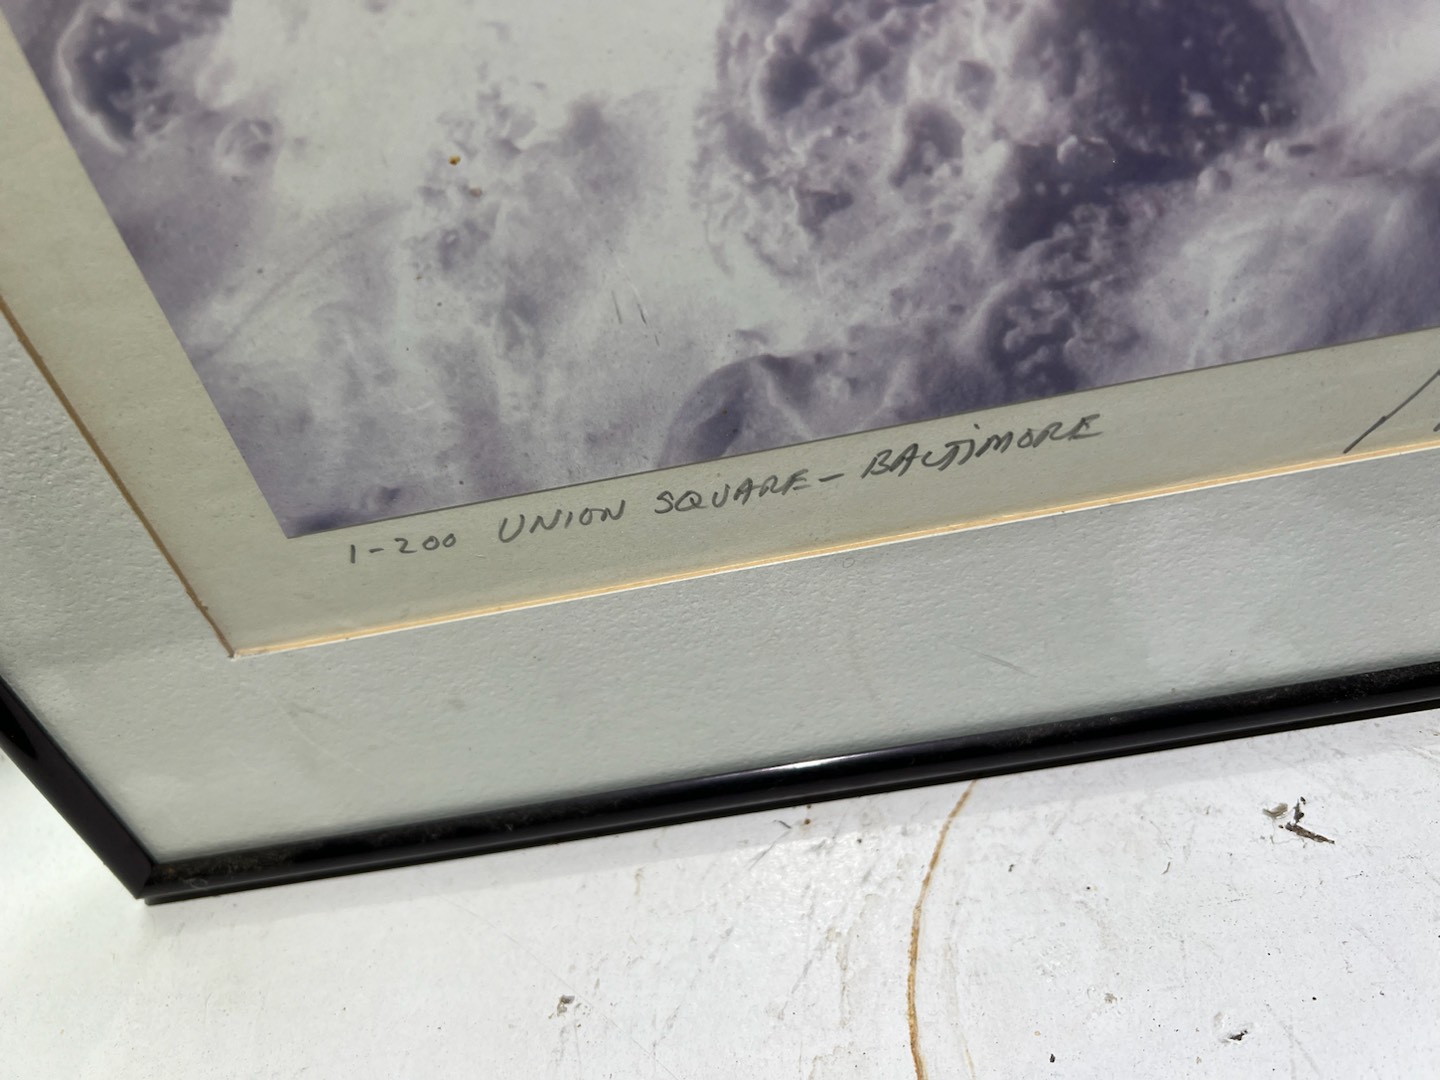 1-200 UNION SQUARE - BALTIMORE